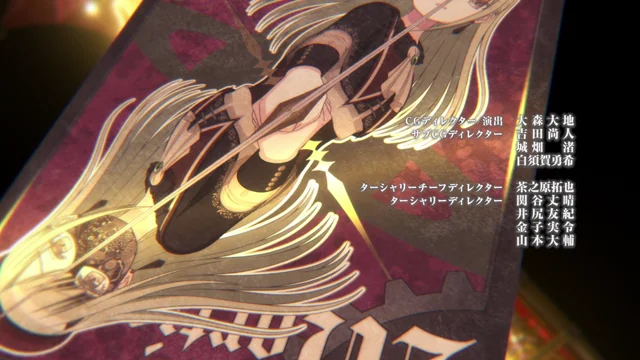 CGディレクター/演出 大森大地
サブCGディレクター 吉田尚人
城畑 渚
白須賀勇希
ターシャリーチーフディレクター 茶之原拓也
ターシャリーディレクター 関谷丈晴
井尻友紀
金子実令
山本大輔